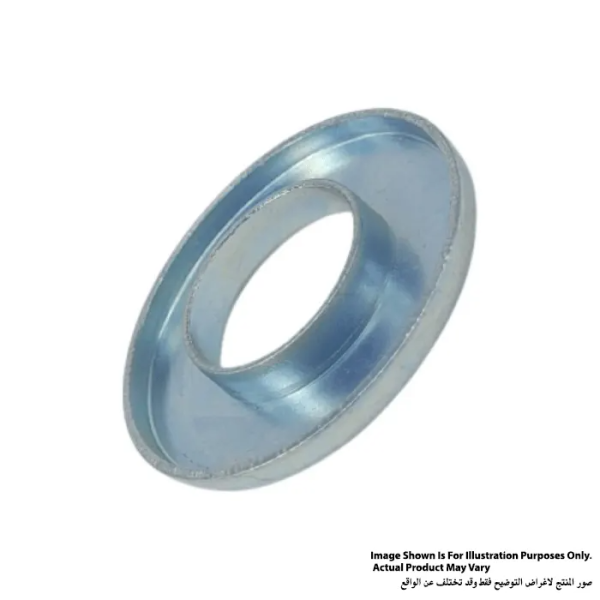 Image Shown Is For Illustration Purposes Only.
Actual Product May Vary
صور المنتج لاغراض التوضيح فقط وقد تختلف عن الواقع